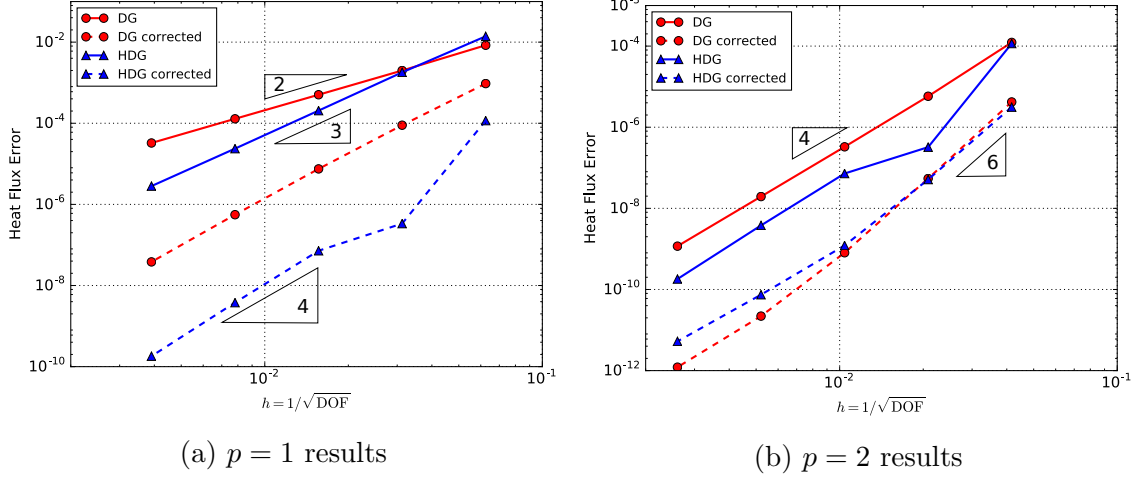 DG
DG corrected
HDG
HDG corrected
Heat Flux Error
10^-2
10^-4
10^-6
10^-8
10^-10
2
3
4
10^-2
10^-1
h = 1/√DOF
(a) p = 1 results
DG
DG corrected
HDG
HDG corrected
Heat Flux Error
10^-3
10^-4
10^-6
10^-8
10^-10
10^-12
4
6
10^-2
10^-1
h = 1/√DOF
(b) p = 2 results